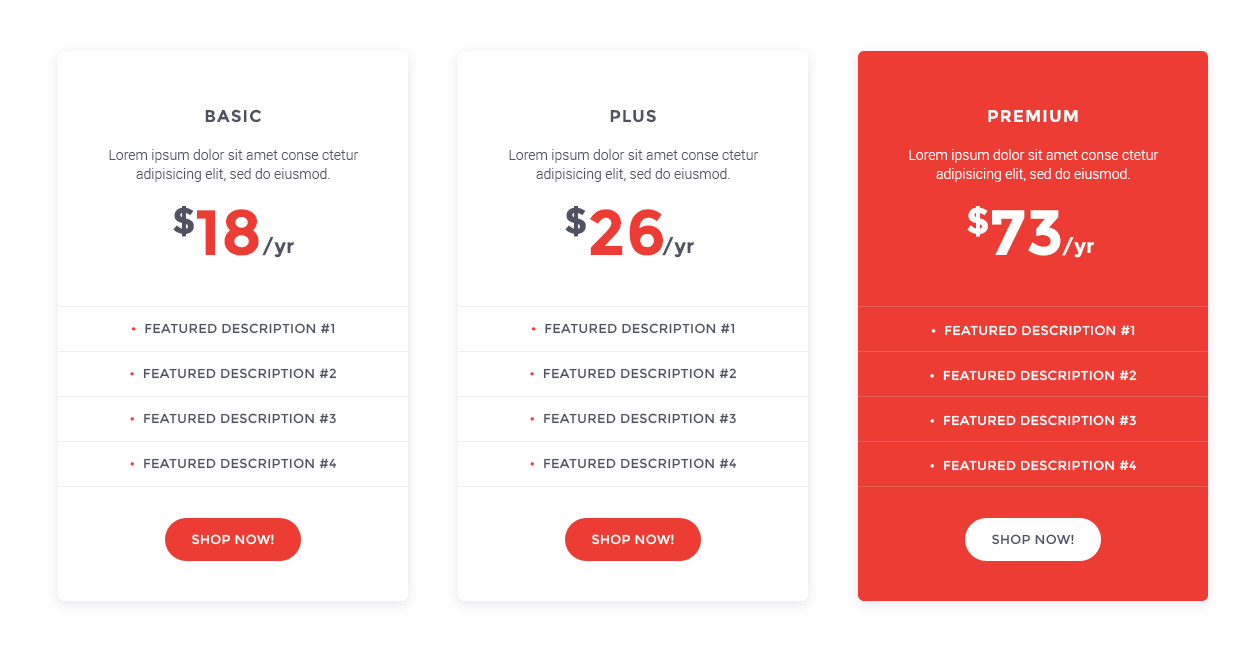 BASIC
Lorem ipsum dolor sit amet conse ctetur
adipisicing elit, sed do eiusmod.
$18/yr
• FEATURED DESCRIPTION #1
• FEATURED DESCRIPTION #2
• FEATURED DESCRIPTION #3
• FEATURED DESCRIPTION #4
SHOP NOW!
PLUS
Lorem ipsum dolor sit amet conse ctetur
adipisicing elit, sed do eiusmod.
$26/yr
• FEATURED DESCRIPTION #1
• FEATURED DESCRIPTION #2
• FEATURED DESCRIPTION #3
• FEATURED DESCRIPTION #4
SHOP NOW!
PREMIUM
Lorem ipsum dolor sit amet conse ctetur
adipisicing elit, sed do eiusmod.
$73/yr
• FEATURED DESCRIPTION #1
• FEATURED DESCRIPTION #2
• FEATURED DESCRIPTION #3
• FEATURED DESCRIPTION #4
SHOP NOW!